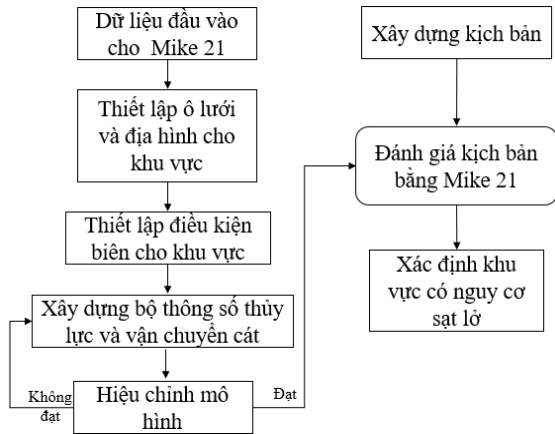 Dữ liệu đầu vào
cho Mike 21
Thiết lập ô lưới
và địa hình cho
khu vực
Thiết lập điều kiện
biên cho khu vực
Xây dựng bộ thông số thủy
lực và vận chuyển cát
Không
đạt
Hiệu chỉnh mô
hình
Đạt
Xây dựng kịch bản
Đánh giá kịch bản
bằng Mike 21
Xác định khu
vực có nguy cơ
sạt lở